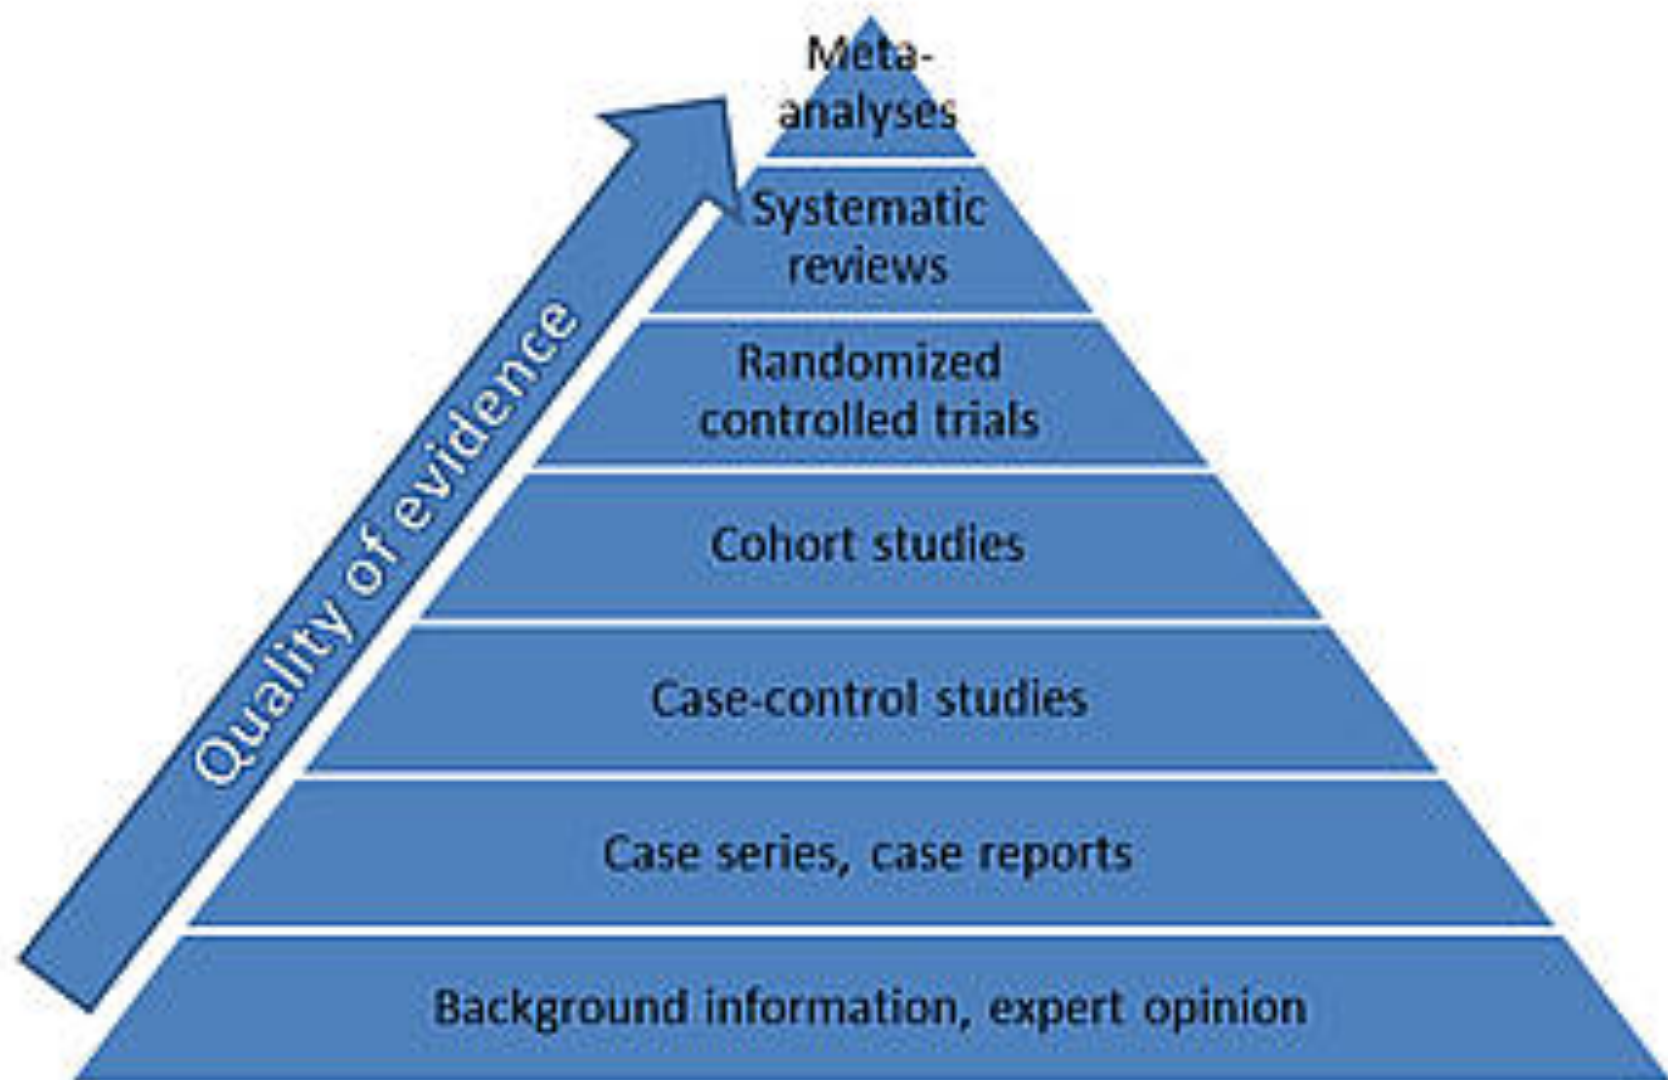 Meta-
analyses
Systematic
reviews
Randomized
controlled trials
Cohort studies
Case-control studies
Case series, case reports
Background information, expert opinion
Quality of evidence